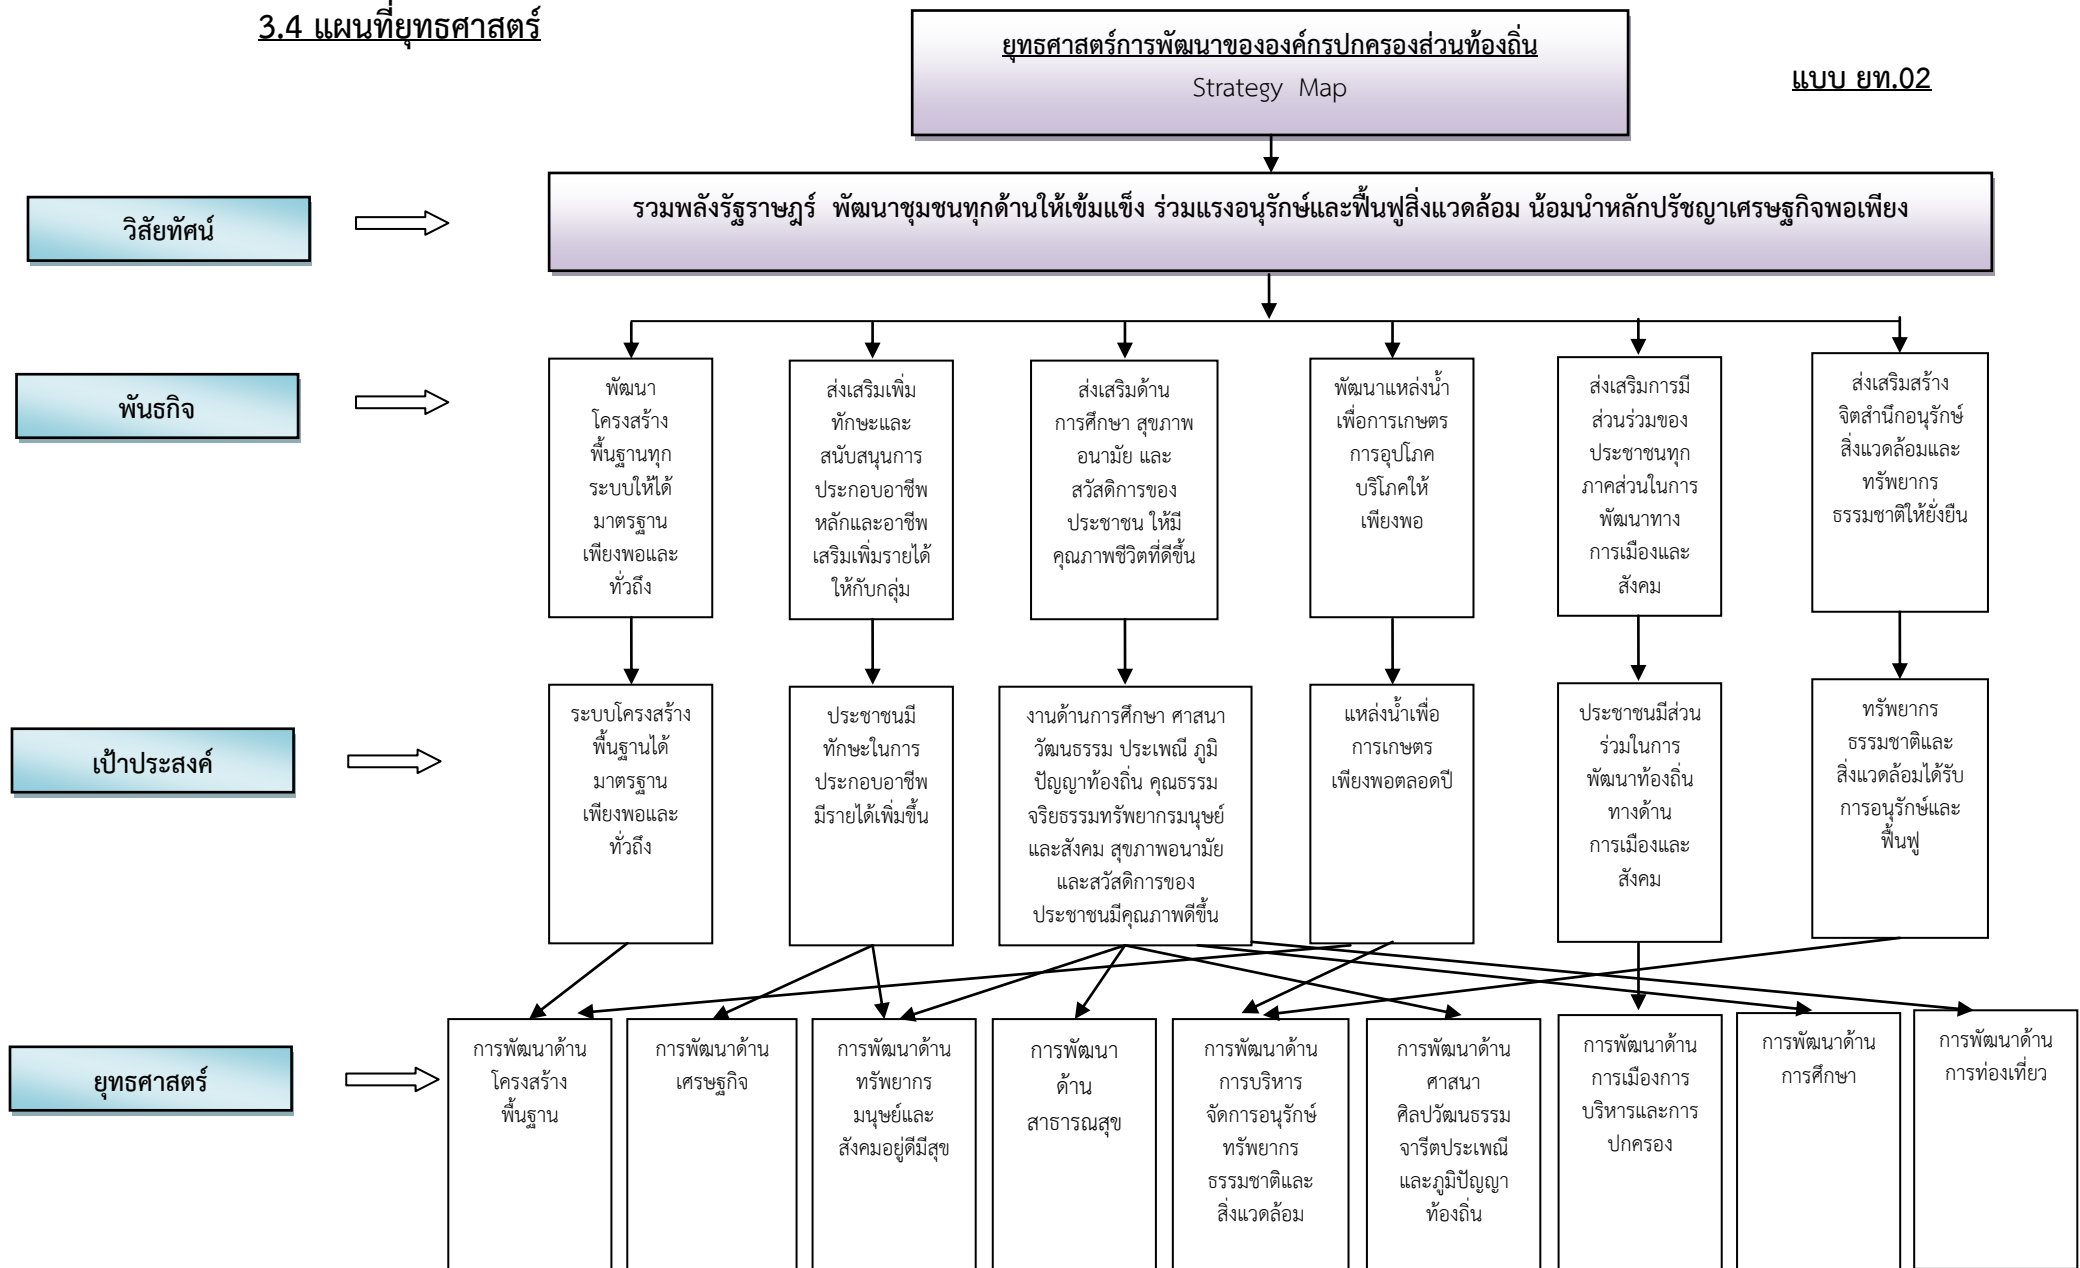 3.4 แผนที่ยุทธศาสตร์
ยุทธศาสตร์การพัฒนาขององค์กรปกครองส่วนท้องถิ่น
Strategy Map
แบบ ยท.02
วิสัยทัศน์
รวมพลังรัฐราษฎร์ พัฒนาชุมชนทุกด้านให้เข้มแข็ง ร่วมแรงอนุรักษ์และฟื้นฟูสิ่งแวดล้อม น้อมนำหลักปรัชญาเศรษฐกิจพอเพียง
พันธกิจ
พัฒนา
โครงสร้าง
พื้นฐานทุก
ระบบให้ได้
มาตรฐาน
เพียงพอและ
ทั่วถึง
ส่งเสริมเพิ่ม
ทักษะและ
สนับสนุนการ
ประกอบอาชีพ
หลักและอาชีพ
เสริมเพิ่มรายได้
ให้กับกลุ่ม
ส่งเสริมด้าน
การศึกษา สุขภาพ
อนามัย และ
สวัสดิการของ
ประชาชน ให้มี
คุณภาพชีวิตที่ดีขึ้น
พัฒนาแหล่งน้ำ
เพื่อการเกษตร
การอุปโภค
บริโภคให้
เพียงพอ
ส่งเสริมการมี
ส่วนร่วมของ
ประชาชนทุก
ภาคส่วนในการ
พัฒนาทาง
การเมืองและ
สังคม
ส่งเสริมสร้าง
จิตสำนึกอนุรักษ์
สิ่งแวดล้อมและ
ทรัพยากร
ธรรมชาติให้ยั่งยืน
เป้าประสงค์
ระบบโครงสร้าง
พื้นฐานได้
มาตรฐาน
เพียงพอและ
ทั่วถึง
ประชาชนมี
ทักษะในการ
ประกอบอาชีพ
มีรายได้เพิ่มขึ้น
งานด้านการศึกษา ศาสนา
วัฒนธรรม ประเพณี ภูมิ
ปัญญาท้องถิ่น คุณธรรม
จริยธรรมทรัพยากรมนุษย์
และสังคม สุขภาพอนามัย
และสวัสดิการของ
ประชาชนมีคุณภาพดีขึ้น
แหล่งน้ำเพื่อ
การเกษตร
เพียงพอตลอดปี
ประชาชนมีส่วน
ร่วมในการ
พัฒนาท้องถิ่น
ทางด้าน
การเมืองและ
สังคม
ทรัพยากร
ธรรมชาติและ
สิ่งแวดล้อมได้รับ
การอนุรักษ์และ
ฟื้นฟู
ยุทธศาสตร์
การพัฒนาด้าน
โครงสร้าง
พื้นฐาน
การพัฒนาด้าน
เศรษฐกิจ
การพัฒนาด้าน
ทรัพยากร
มนุษย์และ
สังคมอยู่ดีมีสุข
การพัฒนา
ด้าน
สาธารณสุข
การพัฒนาด้าน
การบริหาร
จัดการอนุรักษ์
ทรัพยากร
ธรรมชาติและ
สิ่งแวดล้อม
การพัฒนาด้าน
ศาสนา
ศิลปวัฒนธรรม
จารีตประเพณี
และภูมิปัญญา
ท้องถิ่น
การพัฒนาด้าน
การเมืองการ
บริหารและการ
ปกครอง
การพัฒนาด้าน
การศึกษา
การพัฒนาด้าน
การท่องเที่ยว